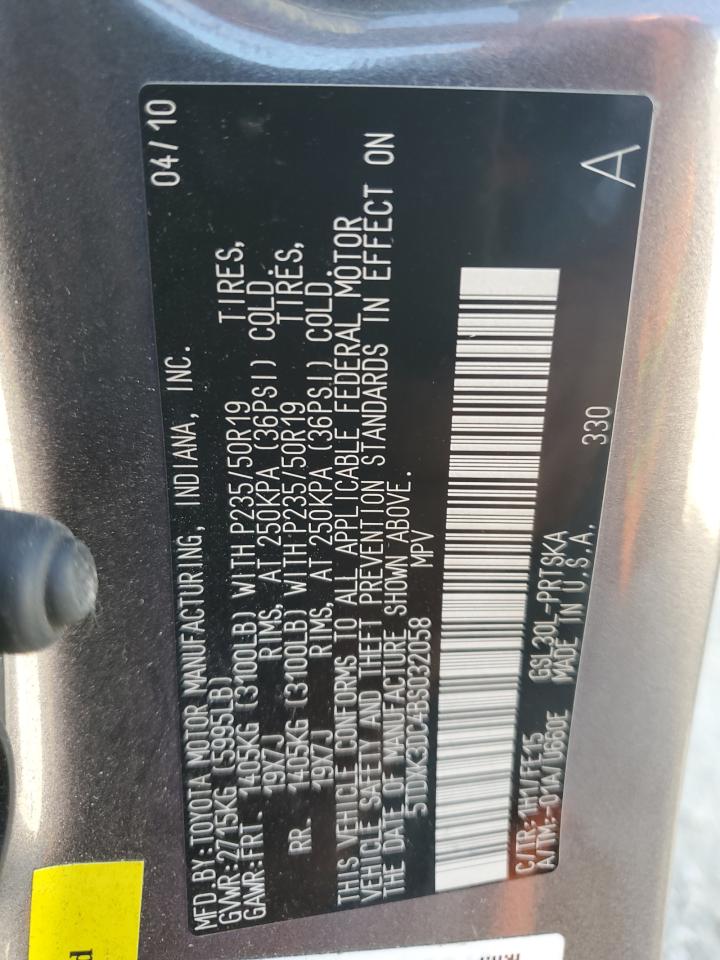 MFD.BY:TOYOTA MOTOR MANUFACTURING, INDIANA, INC. 04/10
GVWR:2715KG (5995LB)
GAWR:FRT. 1405KG (3100LB) WITH P235/50R19 TIRES,
19X7J RIMS, AT 250KPA (36PSI) COLD.
RR. 1405KG (3100LB) WITH P235/50R19 TIRES,
19X7J RIMS, AT 250KPA (36PSI) COLD.
THIS VEHICLE CONFORMS TO ALL APPLICABLE FEDERAL MOTOR
VEHICLE SAFETY AND THEFT PREVENTION STANDARDS IN EFFECT ON
THE DATE OF MANUFACTURE SHOWN ABOVE.
5TDXK3DC4BS032058 MPV
C/TR:1H1/FE15 GSL30L-PRTSKA
A/TM:-01A/U660E MADE IN U.S.A. 330
A
d